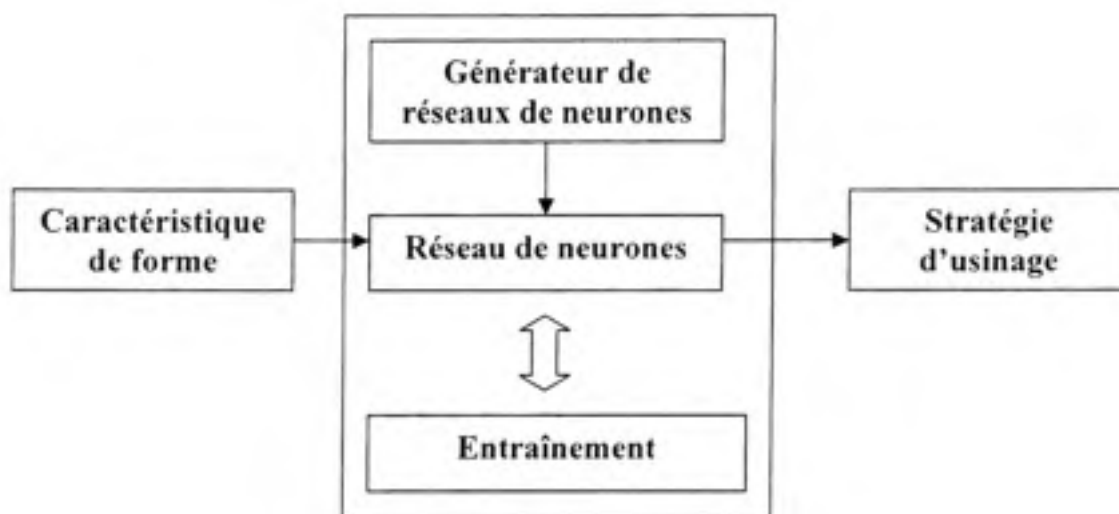 Générateur de
réseaux de neurones
Caractéristique
de forme
Réseau de neurones
Stratégie
d'usinage
Entraînement